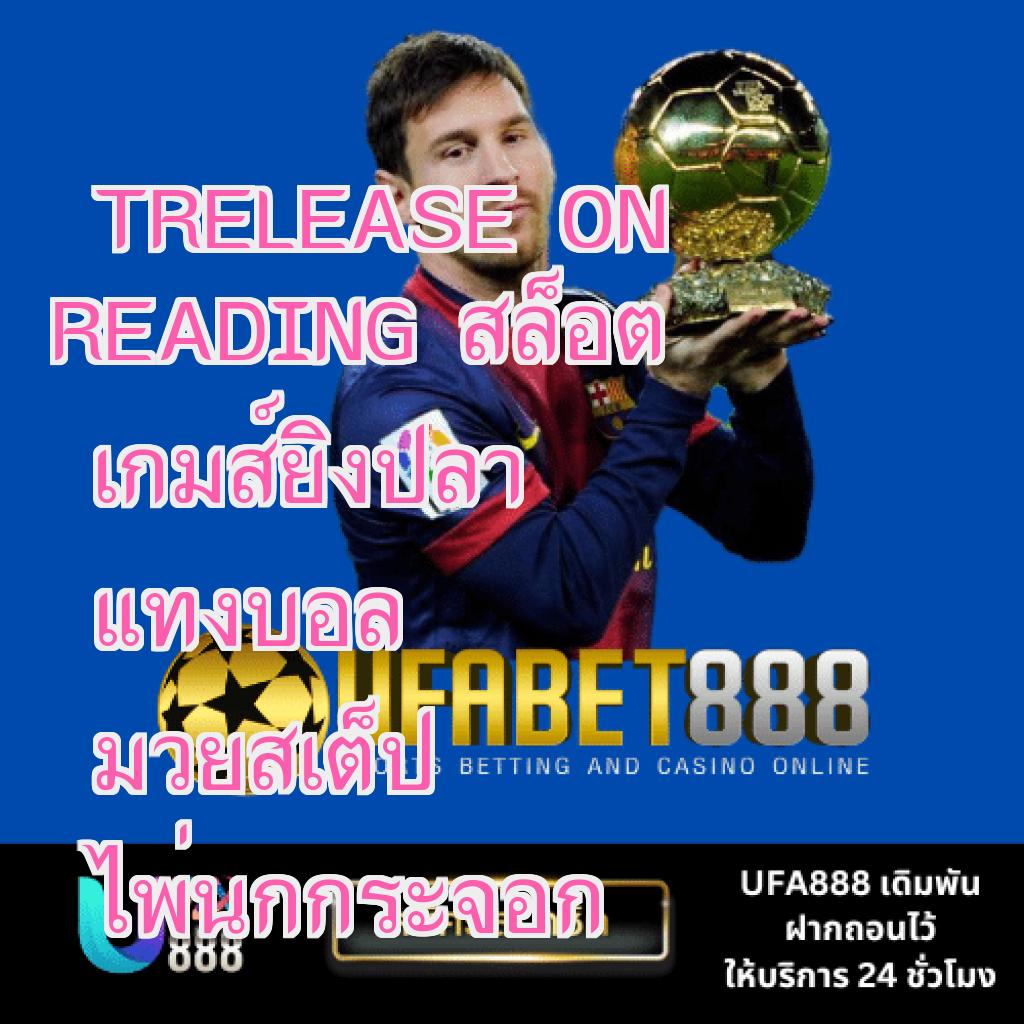 TRELEASE ON
READING สล็อต
เกมส์ยิงปลา
แทงบอล
UFABET888
มวยสเต็ป
BETTING AND CASINO ONLINE
ไพ่นกกระจอก
888
UFA888 เดิมพัน
ฝากถอนไว้
ให้บริการ 24 ชั่วโมง